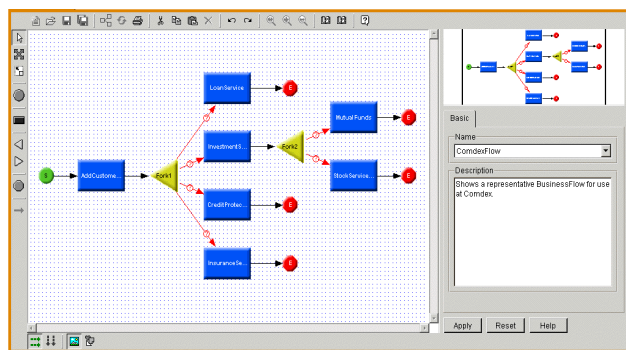 LoanService
E
InvestmentS...
Fork2
MutualFunds
E
S
AddCustome...
Fork1
StockService...
E
CreditProtec...
E
InsuranceSe...
E
Basic
Name
ComdexFlow
Description
Shows a representative BusinessFlow for use
at Comdex.
Apply
Reset
Help